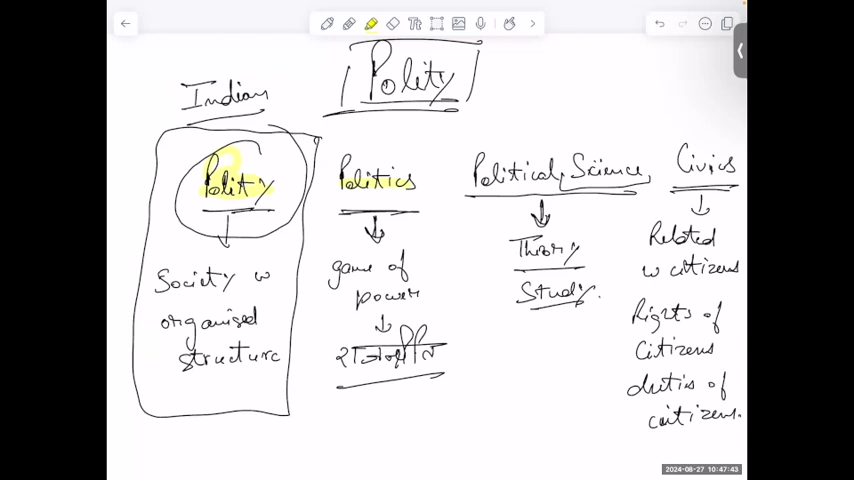 Polity
Indian
Polity
Society w
organised
structure
Politics
game of
power
राजनीति
Political Science
Theory
Study.
Civics
Related
w citizens
Rights of
Citizens
duties of
citizens.
2024-08-27 10:47:43